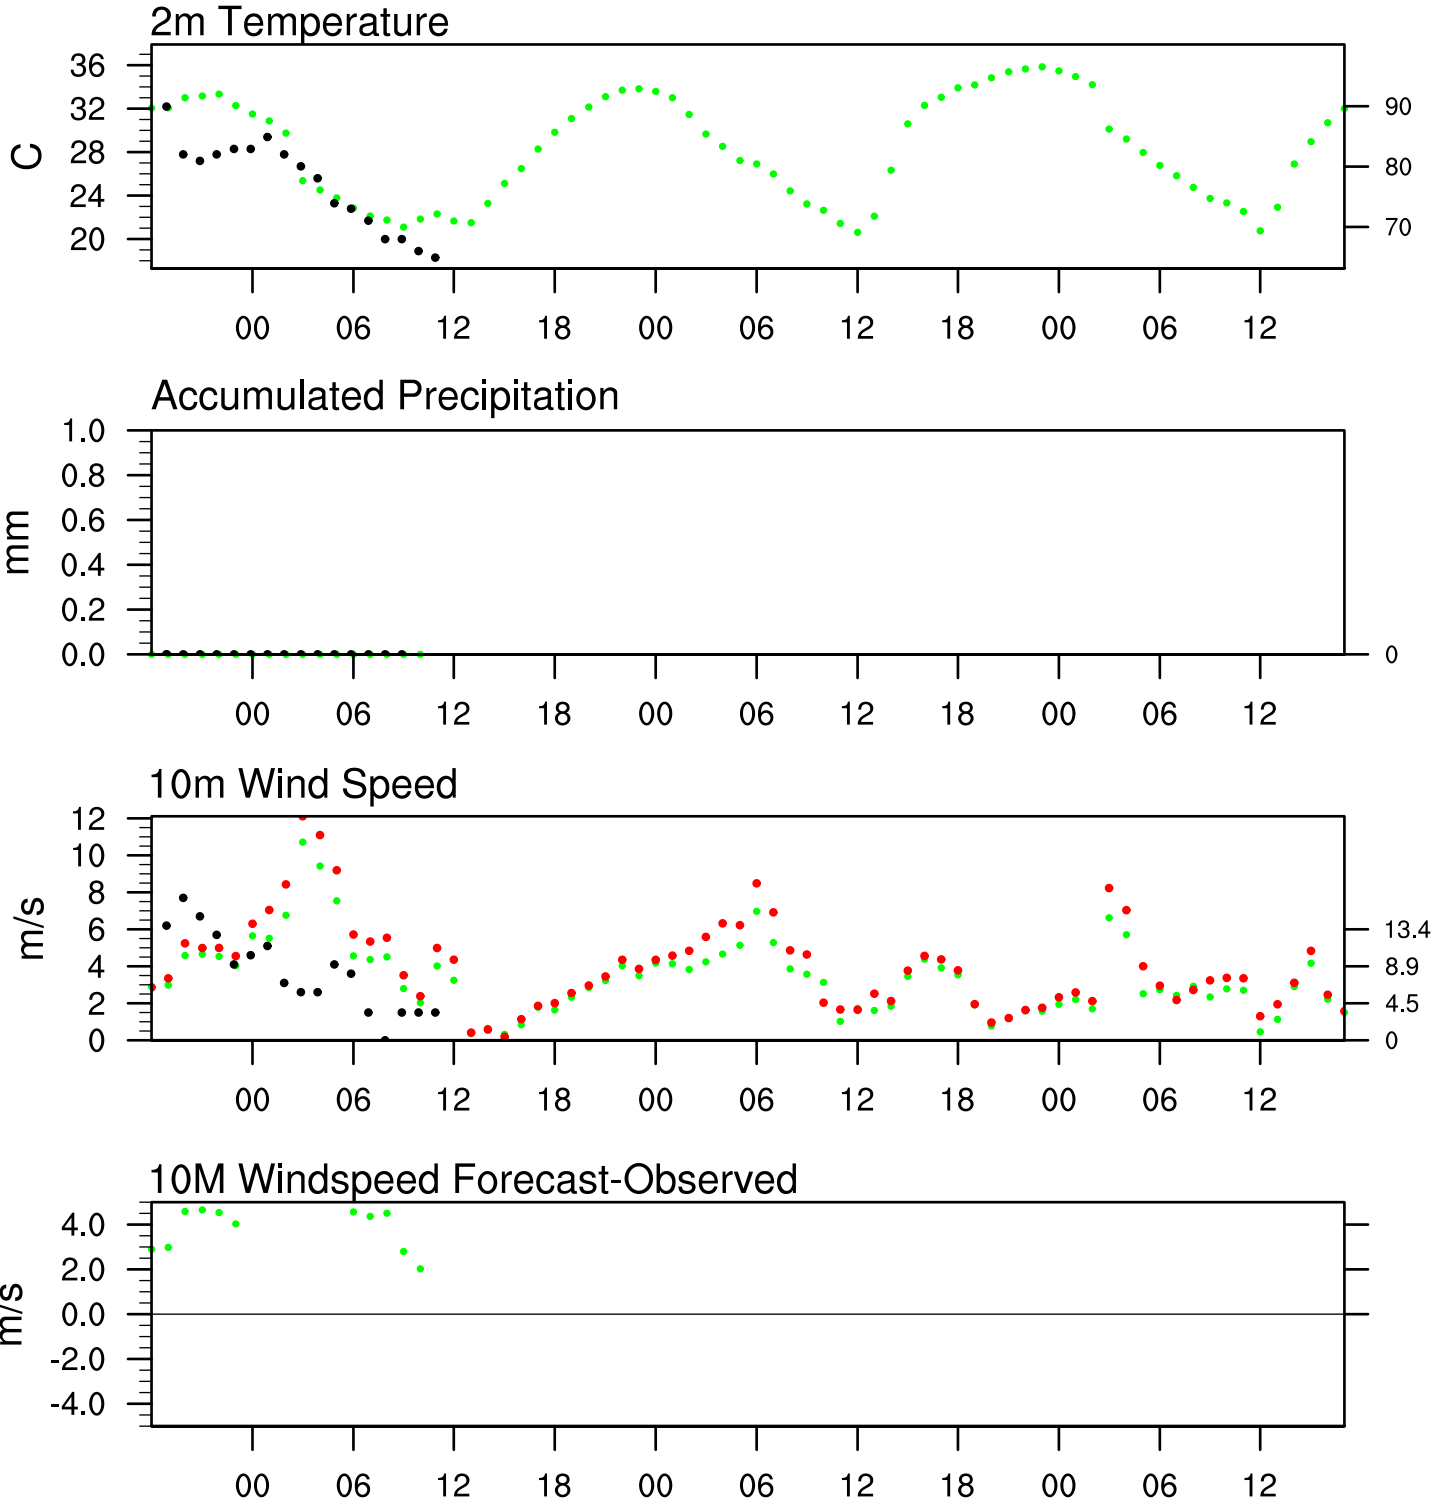 2m Temperature
C
36
32
28
24
20
90
80
70
00 06 12 18 00 06 12 18 00 06 12
Accumulated Precipitation
mm
1.0
0.8
0.6
0.4
0.2
0.0
0
00 06 12 18 00 06 12 18 00 06 12
10m Wind Speed
m/s
12
10
8
6
4
2
0
13.4
8.9
4.5
0
00 06 12 18 00 06 12 18 00 06 12
10M Windspeed Forecast-Observed
m/s
4.0
2.0
0.0
-2.0
-4.0
00 06 12 18 00 06 12 18 00 06 12